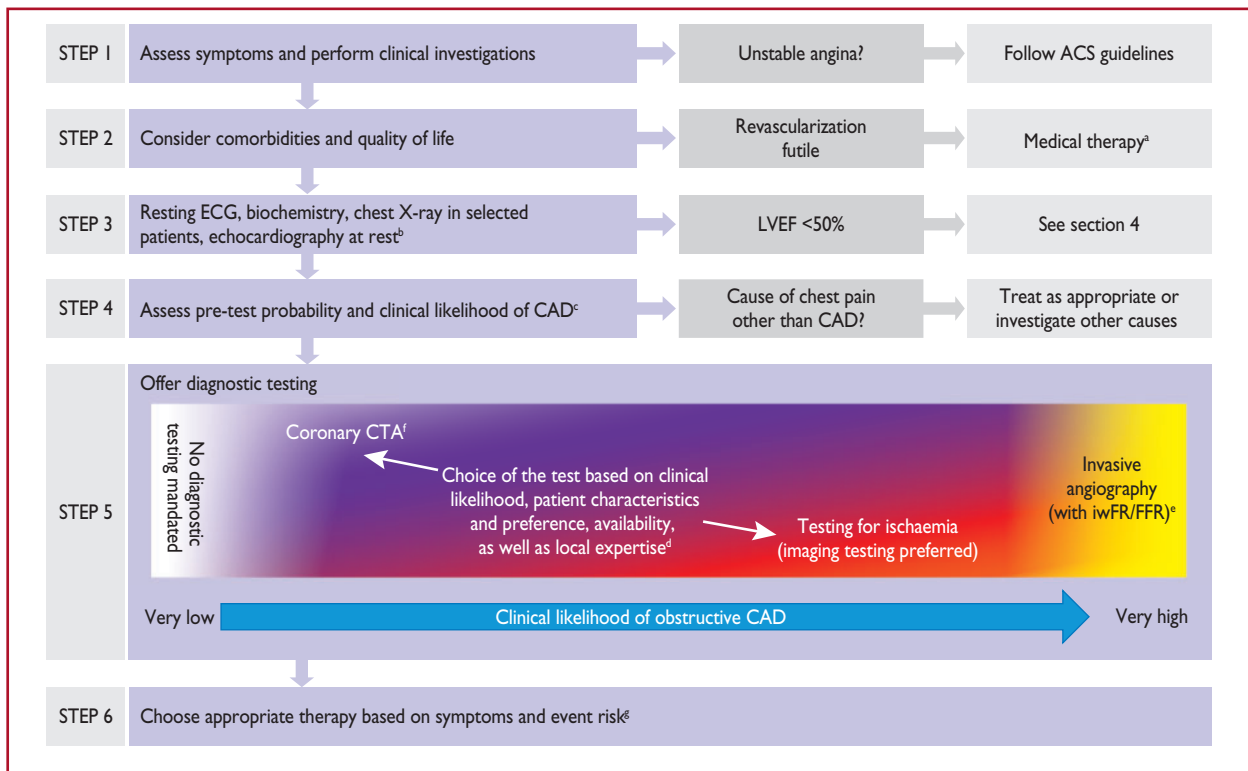 STEP 1
Assess symptoms and perform clinical investigations
Unstable angina?
Follow ACS guidelines
STEP 2
Consider comorbidities and quality of life
Revascularization
futile
Medical therapyᵃ
STEP 3
Resting ECG, biochemistry, chest X-ray in selected
patients, echocardiography at restᵇ
LVEF <50%
See section 4
STEP 4
Assess pre-test probability and clinical likelihood of CADᶜ
Cause of chest pain
other than CAD?
Treat as appropriate or
investigate other causes
STEP 5
Offer diagnostic testing
No diagnostic
testing mandated
Coronary CTAᶠ
Choice of the test based on clinical
likelihood, patient characteristics
and preference, availability,
as well as local expertiseᵈ
Testing for ischaemia
(imaging testing preferred)
Invasive
angiography
(with iwFR/FFR)ᵉ
Very low
Clinical likelihood of obstructive CAD
Very high
STEP 6
Choose appropriate therapy based on symptoms and event riskᵍ